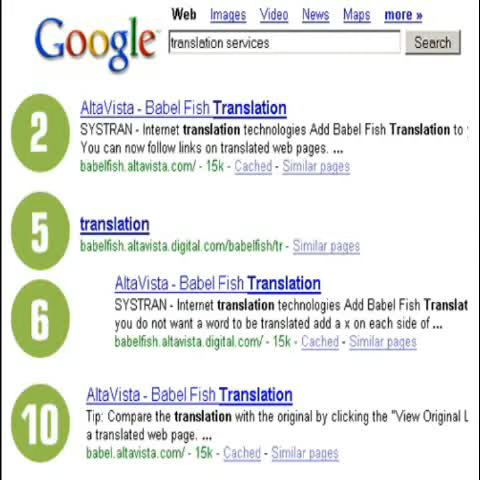 Web Images Video News Maps more »
Google
translation services Search
2
AltaVista - Babel Fish Translation
SYSTRAN - Internet translation technologies Add Babel Fish Translation to
You can now follow links on translated web pages. ...
babelfish.altavista.com/ - 15k - Cached - Similar pages
5
translation
babelfish.altavista.digital.com/babelfish/tr - Similar pages
6
AltaVista - Babel Fish Translation
SYSTRAN - Internet translation technologies Add Babel Fish Translat
you do not want a word to be translated add a x on each side of ...
babelfish.altavista.digital.com/ - 15k - Cached - Similar pages
10
AltaVista - Babel Fish Translation
Tip: Compare the translation with the original by clicking the "View Original L
a translated web page. ...
babel.altavista.com/ - 15k - Cached - Similar pages